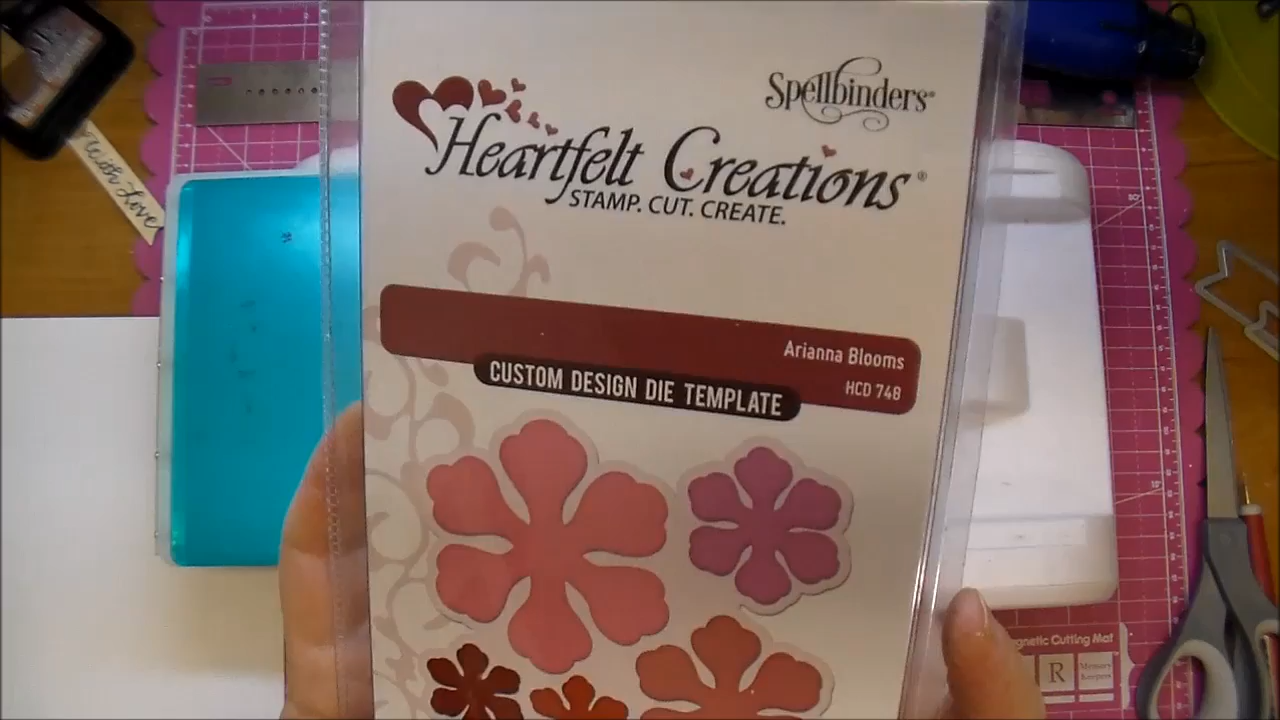 Spellbinders®
Heartfelt Creations®
STAMP. CUT. CREATE.
Arianna Blooms
HCD 748
CUSTOM DESIGN DIE TEMPLATE
With Love
Magnetic Cutting Mat
R
Memory
keepers